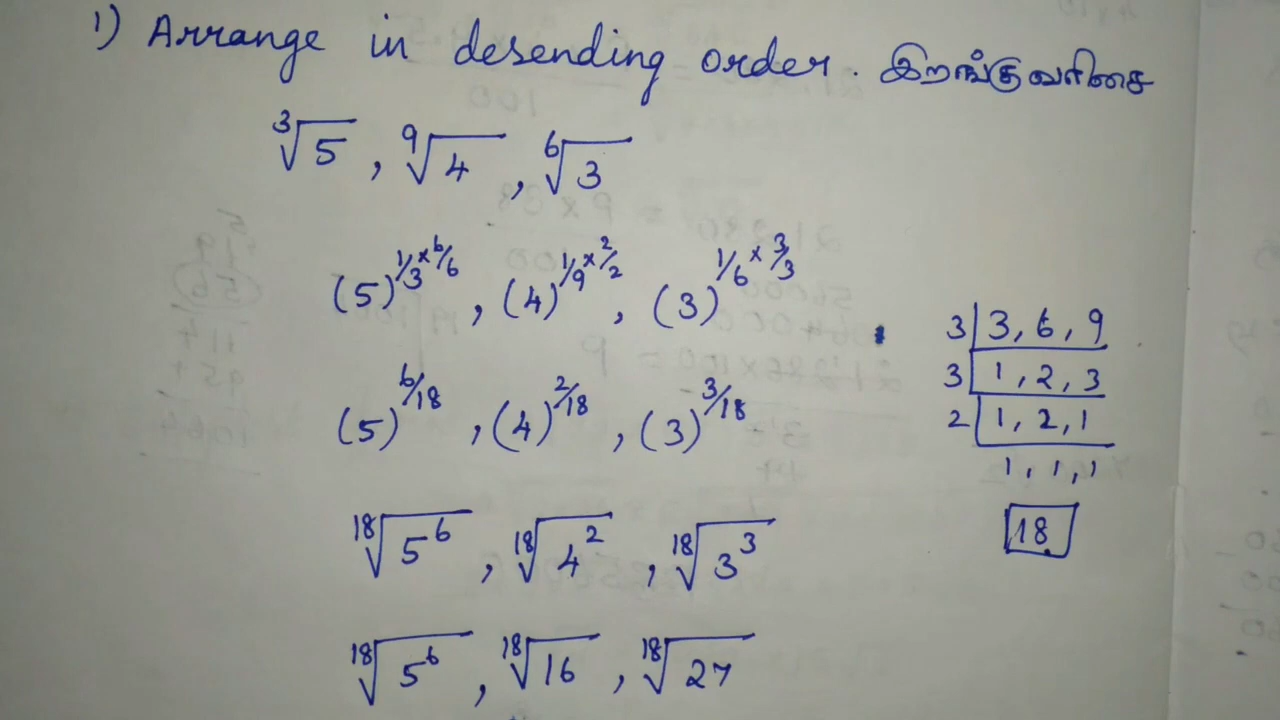 1) Arrange in desending order. இறங்குவரிசை
³√5 , ⁹√4 , ⁶√3
(5)^(1/3 × 6/6) , (4)^(1/9 × 2/2) , (3)^(1/6 × 3/3)
(5)^(6/18) , (4)^(2/18) , (3)^(3/18)
¹⁸√5⁶ , ¹⁸√4² , ¹⁸√3³
¹⁸√5⁶ , ¹⁸√16 , ¹⁸√27
3 | 3, 6, 9
3 | 1, 2, 3
2 | 1, 2, 1
1, 1, 1
18